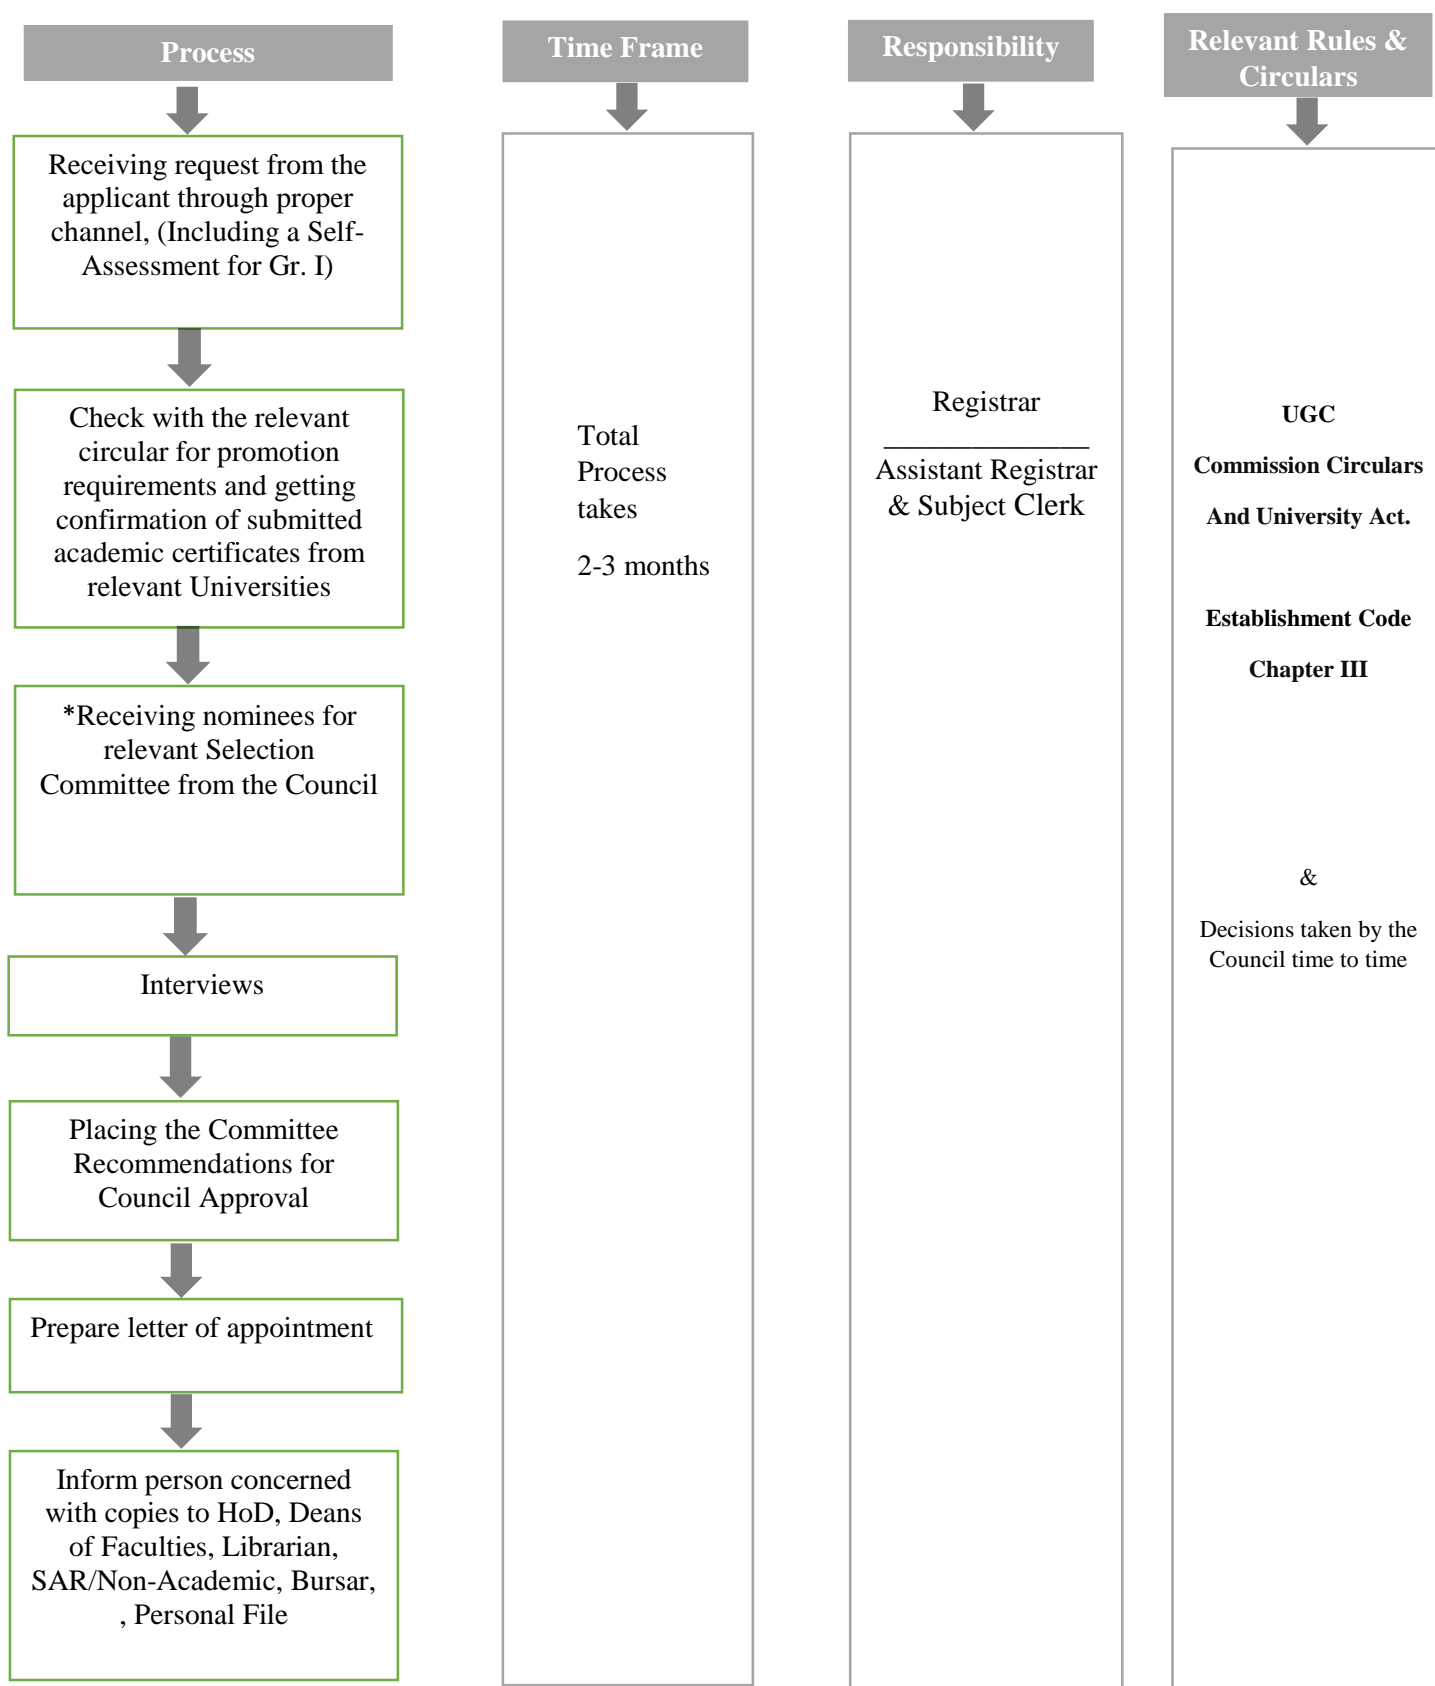 Process
Receiving request from the
applicant through proper
channel, (Including a Self-
Assessment for Gr. I)
Check with the relevant
circular for promotion
requirements and getting
confirmation of submitted
academic certificates from
relevant Universities
*Receiving nominees for
relevant Selection
Committee from the Council
Interviews
Placing the Committee
Recommendations for
Council Approval
Prepare letter of appointment
Inform person concerned
with copies to HoD, Deans
of Faculties, Librarian,
SAR/Non-Academic, Bursar,
, Personal File
Time Frame
Total
Process
takes
2-3 months
Responsibility
Registrar
Assistant Registrar
& Subject Clerk
Relevant Rules &
Circulars
UGC
Commission Circulars
And University Act.
Establishment Code
Chapter III
&
Decisions taken by the
Council time to time